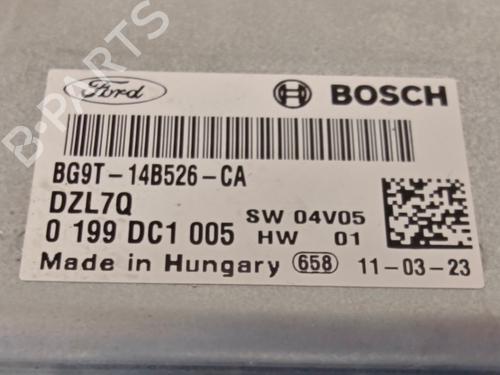 Ford BOSCH
BG9T-14B526-CA
DZL7Q
0 199 DC1 005
SW 04V05
HW 01
Made in Hungary 658 11-03-23
B-PARTS